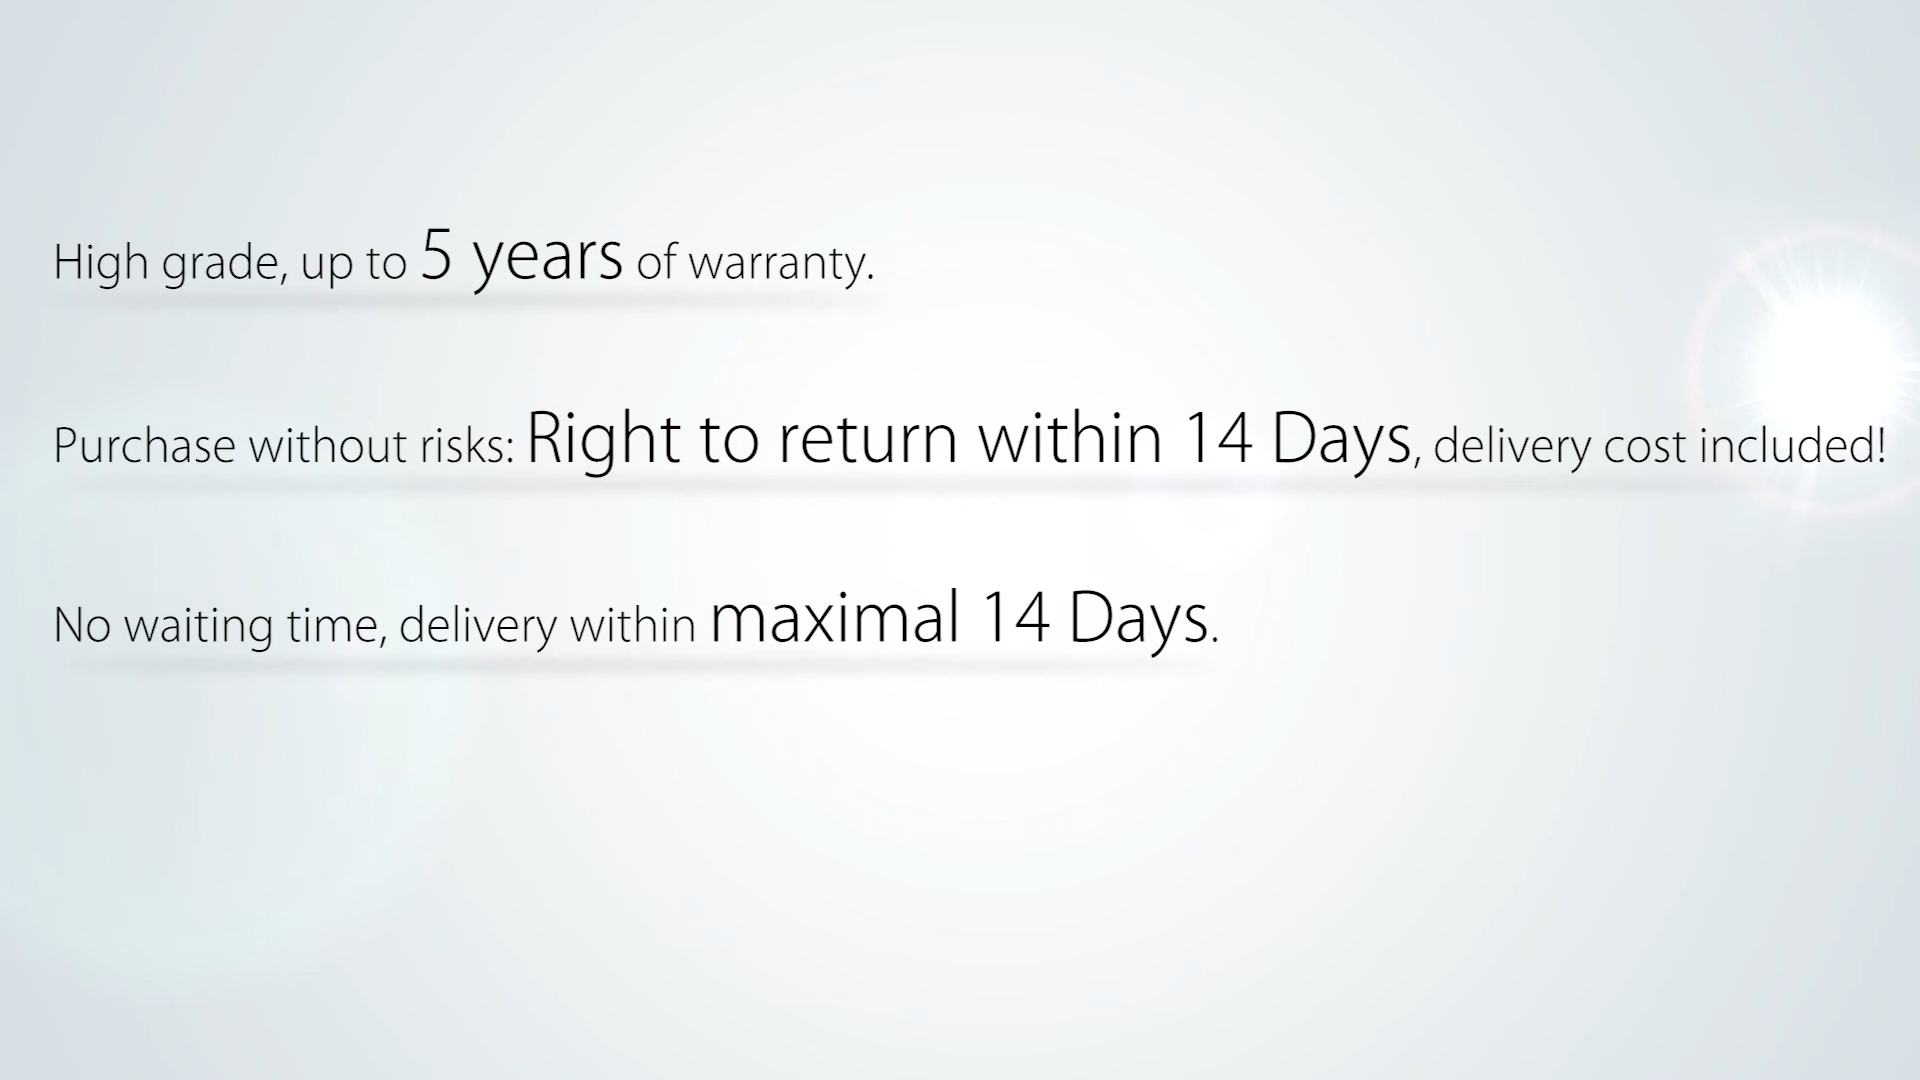 High grade, up to 5 years of warranty.
Purchase without risks: Right to return within 14 Days, delivery cost included!
No waiting time, delivery within maximal 14 Days.